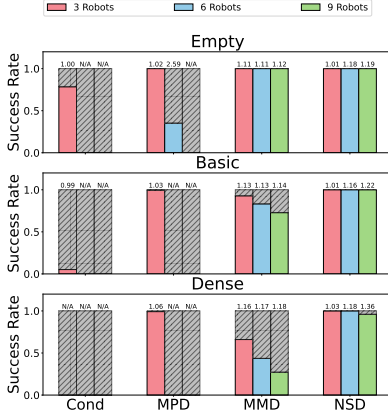 3 Robots 6 Robots 9 Robots
Empty
Success Rate
1.0
0.5
0.0
1.00 N/A N/A 1.02 2.59 N/A 1.11 1.11 1.12 1.01 1.18 1.19
Basic
Success Rate
1.0
0.5
0.0
0.99 N/A N/A 1.03 N/A N/A 1.13 1.13 1.14 1.01 1.16 1.22
Dense
Success Rate
1.0
0.5
0.0
N/A N/A N/A 1.06 N/A N/A 1.16 1.17 1.18 1.03 1.18 1.36
Cond MPD MMD NSD